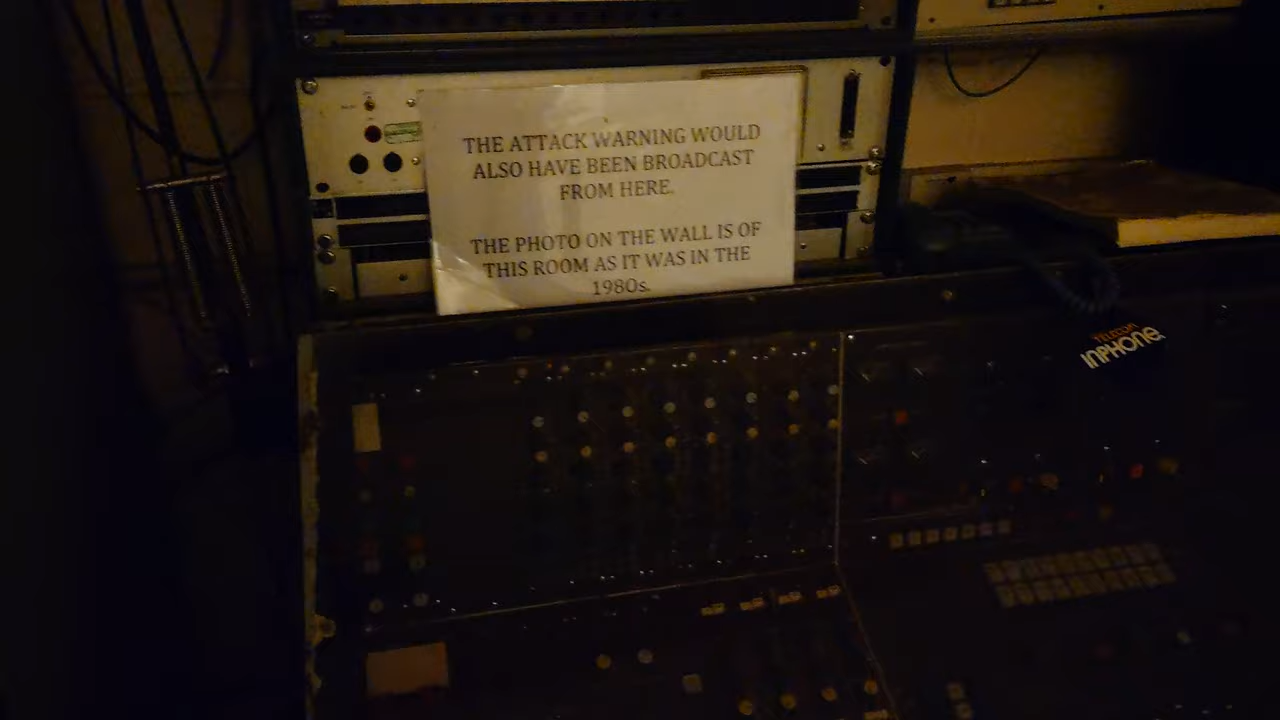 THE ATTACK WARNING WOULD
ALSO HAVE BEEN BROADCAST
FROM HERE.
THE PHOTO ON THE WALL IS OF
THIS ROOM AS IT WAS IN THE
1980s.
TELECOM
INPHONE